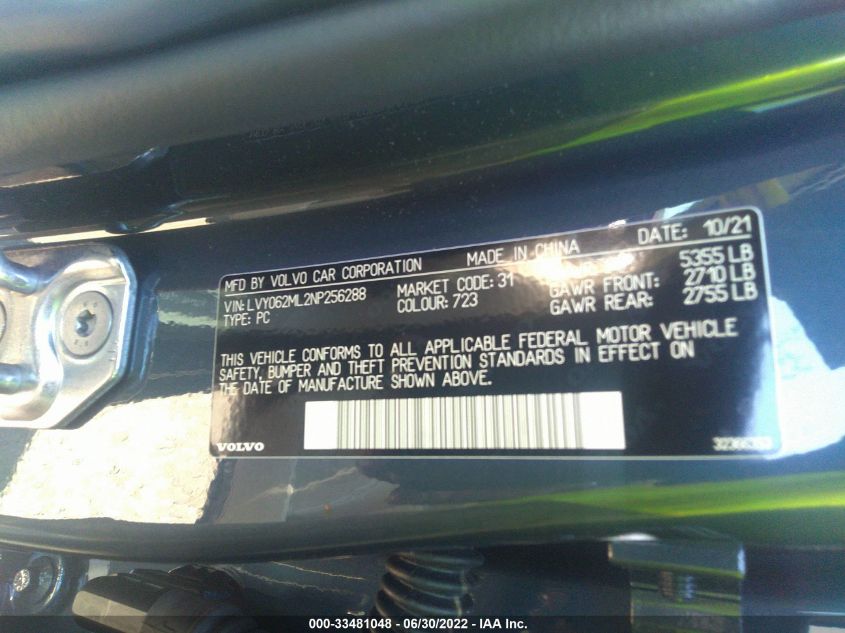 MFD BY VOLVO CAR CORPORATION MADE IN CHINA DATE: 10/21
VIN: LVY062ML2NP256288 MARKET CODE: 31 5355 LB
TYPE: PC COLOUR: 723 GAWR FRONT: 2710 LB
GAWR REAR: 2755 LB
THIS VEHICLE CONFORMS TO ALL APPLICABLE FEDERAL MOTOR VEHICLE
SAFETY, BUMPER AND THEFT PREVENTION STANDARDS IN EFFECT ON
THE DATE OF MANUFACTURE SHOWN ABOVE.
VOLVO
000-33481048 - 06/30/2022 - IAA Inc.